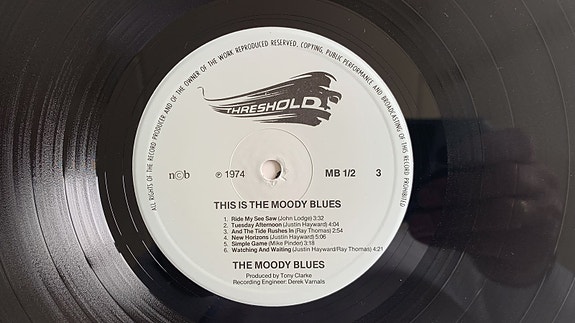 ALL RIGHTS OF THE RECORD PRODUCER AND OF THE OWNER OF THE WORK REPRODUCED RESERVED, COPYING, PUBLIC PERFORMANCE AND BROADCASTING OF THIS RECORD PROHIBITED
THRESHOLD
n©b ℗ 1974 MB 1/2 3
THIS IS THE MOODY BLUES
1. Ride My See Saw (John Lodge) 3:32
2. Tuesday Afternoon (Justin Hayward) 4:04
3. And The Tide Rushes In (Ray Thomas) 2:54
4. New Horizons (Justin Hayward) 5:06
5. Simple Game (Mike Pinder) 3:18
6. Watching And Waiting (Justin Hayward/Ray Thomas) 4:21
THE MOODY BLUES
Produced by Tony Clarke
Recording Engineer: Derek Varnals